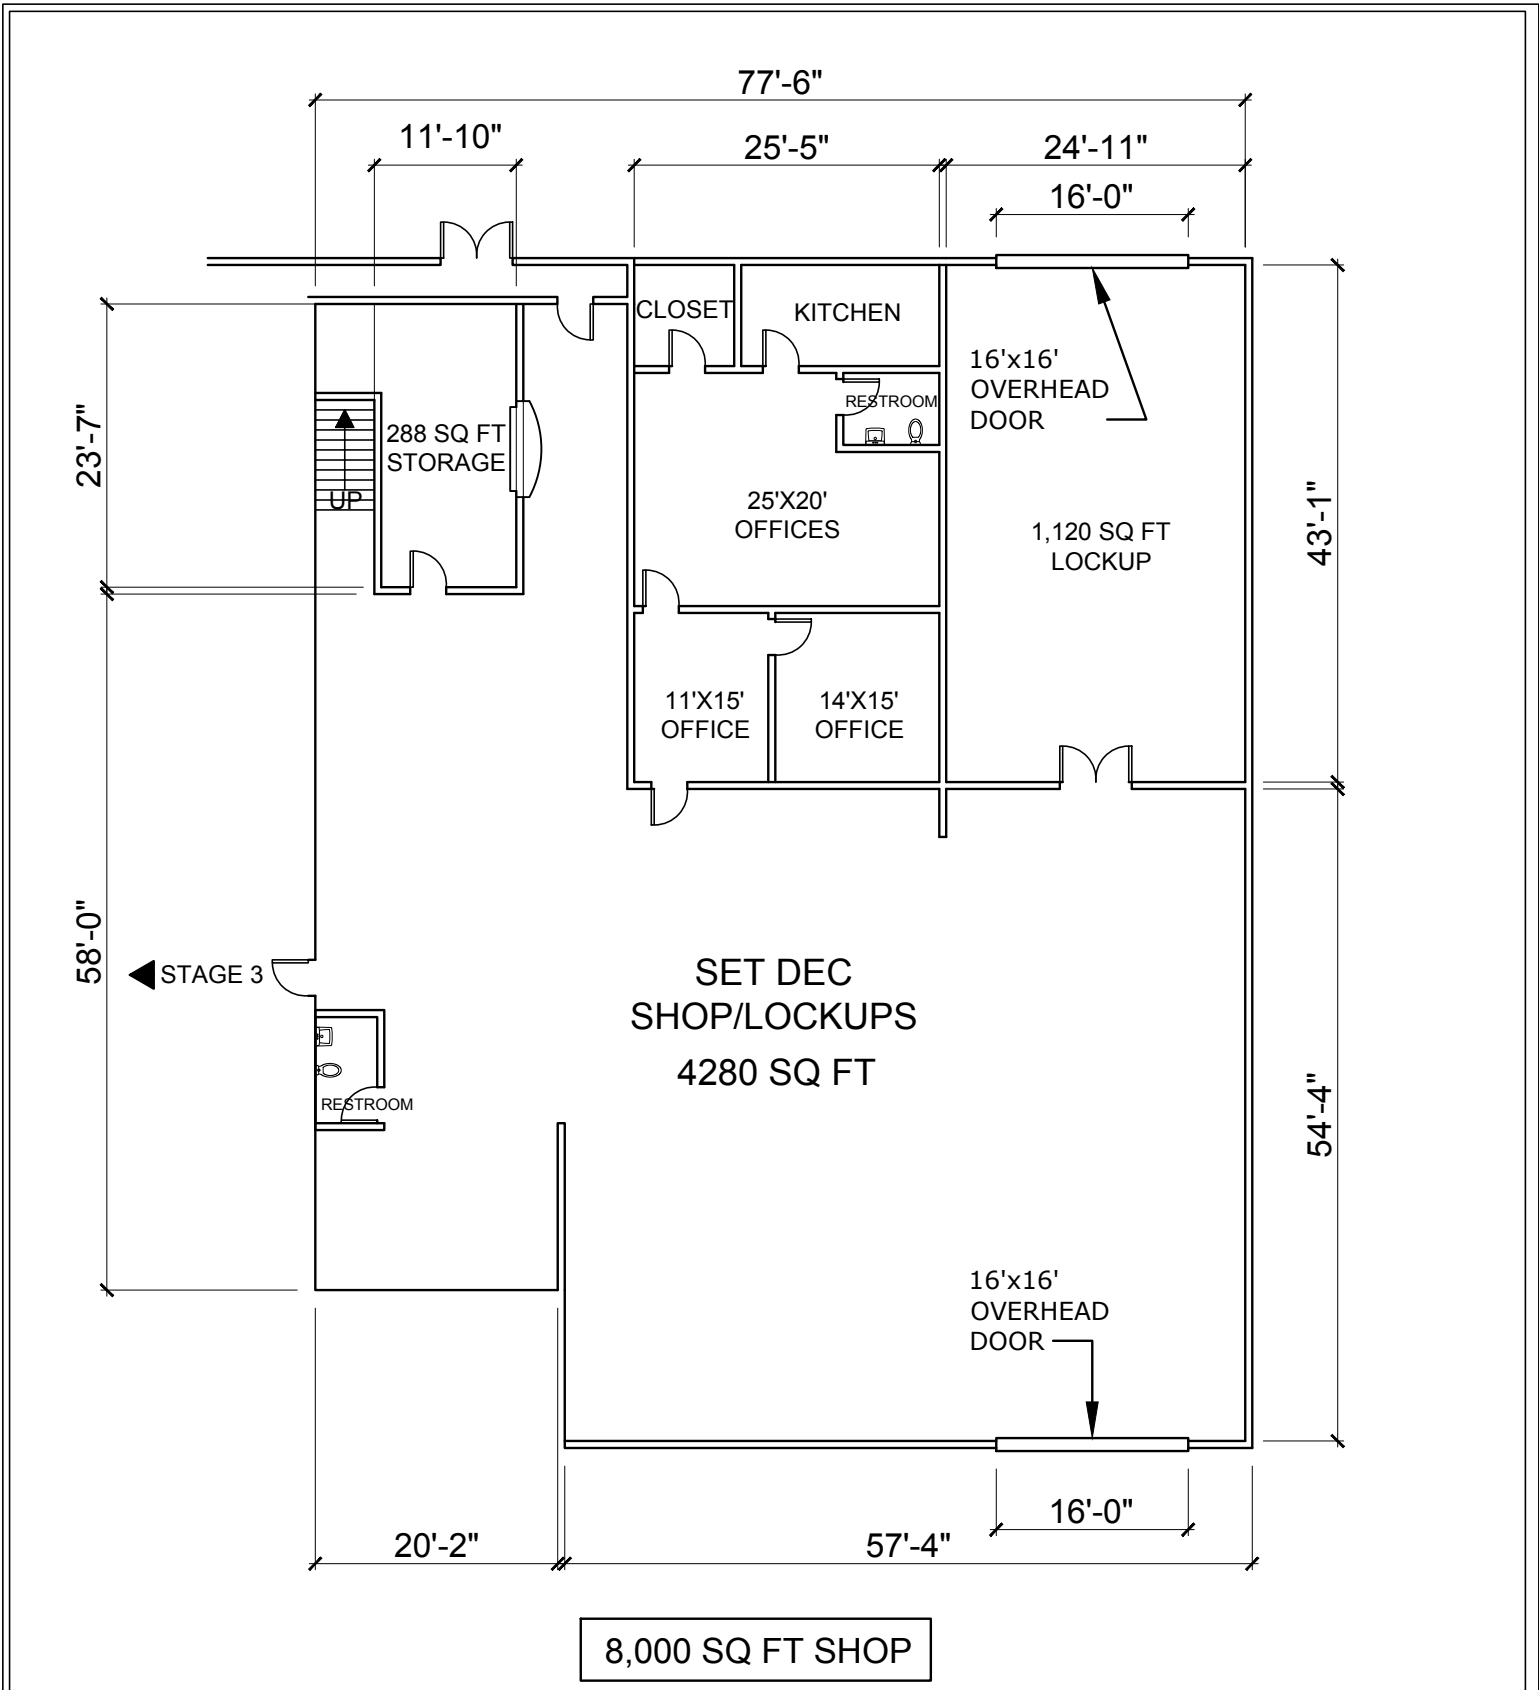 77'-6"
11'-10"
25'-5"
24'-11"
16'-0"
CLOSET
KITCHEN
16'x16'
OVERHEAD
DOOR
RESTROOM
23'-7"
288 SQ FT
STORAGE
UP
25'X20'
OFFICES
1,120 SQ FT
LOCKUP
43'-1"
11'X15'
OFFICE
14'X15'
OFFICE
58'-0"
STAGE 3
SET DEC
SHOP/LOCKUPS
4280 SQ FT
RESTROOM
54'-4"
16'x16'
OVERHEAD
DOOR
16'-0"
20'-2"
57'-4"
8,000 SQ FT SHOP